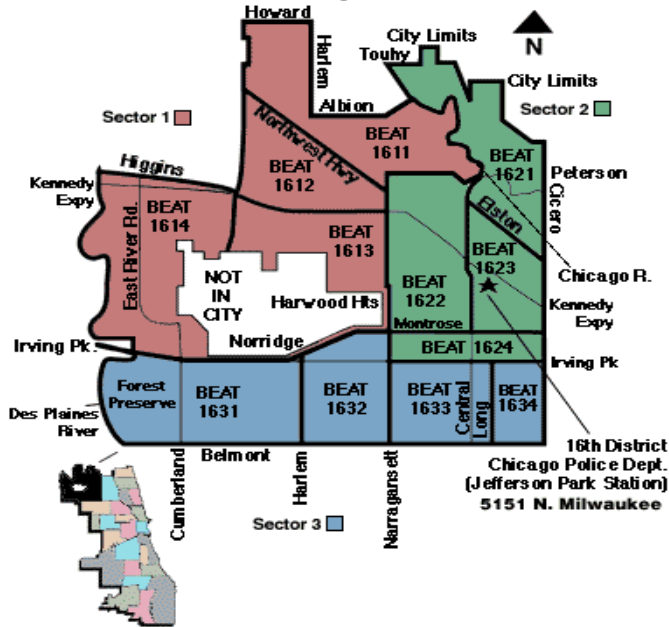 Howard
Harlem
City Limits
Touhy
N
City Limits
Albion
Sector 1
Sector 2
Northwest Hwy
BEAT
1611
BEAT
1621
Higgins
BEAT
1612
Peterson
Kennedy
Expy
Cicero
Elston
East River Rd.
BEAT
1614
BEAT
1613
BEAT
1623
NOT
IN
CITY
Chicago R.
BEAT
1622
Harwood Hts
Kennedy
Expy
Montrose
Norridge
Irving Pk.
BEAT 1624
Irving Pk
Forest
Preserve
BEAT
1631
BEAT
1632
BEAT
1633
Central
Long
BEAT
1634
Des Plaines
River
16th District
Chicago Police Dept.
(Jefferson Park Station)
5151 N. Milwaukee
Belmont
Cumberland
Harlem
Narragansett
Sector 3